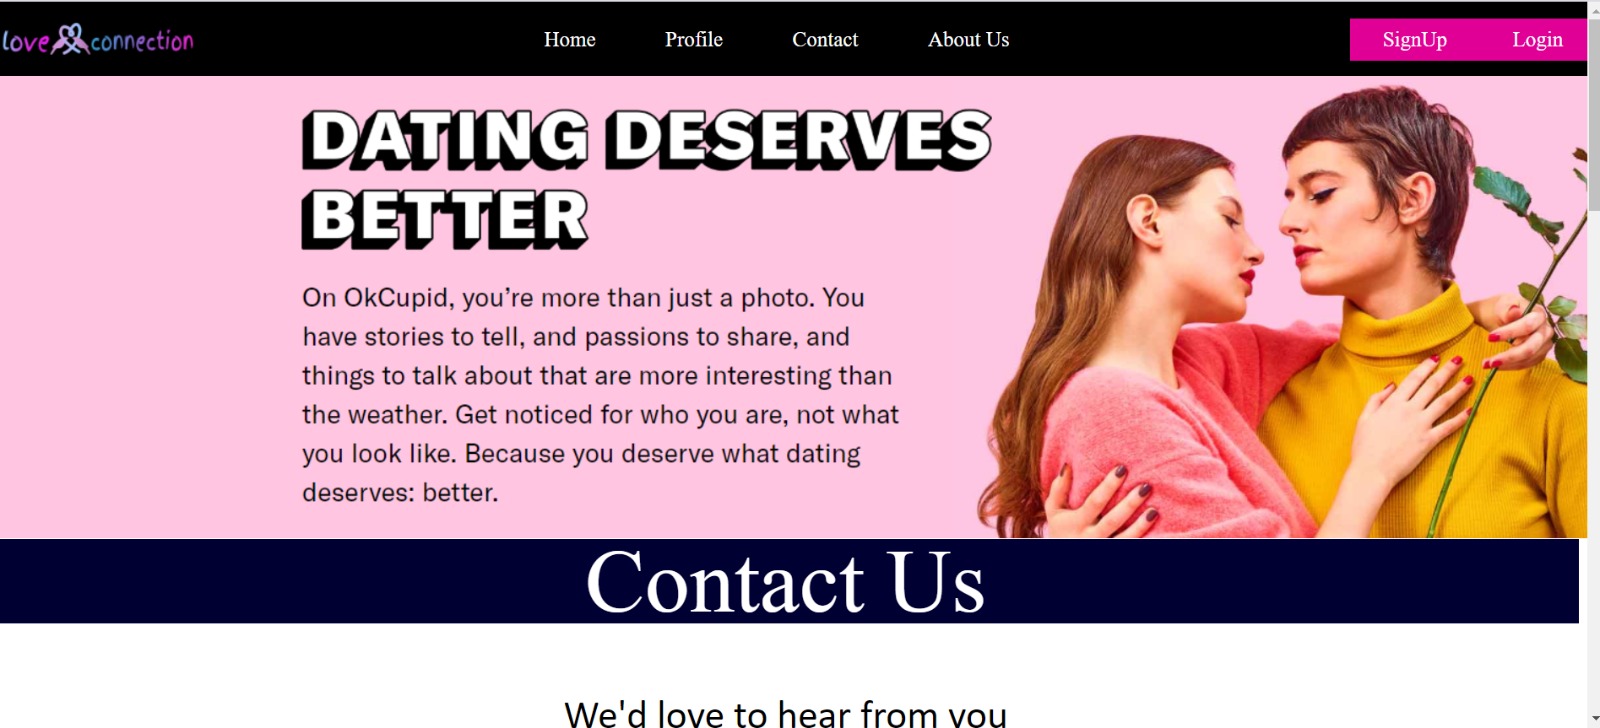 love connection
Home Profile Contact About Us SignUp Login
DATING DESERVES
BETTER
On OkCupid, you’re more than just a photo. You
have stories to tell, and passions to share, and
things to talk about that are more interesting than
the weather. Get noticed for who you are, not what
you look like. Because you deserve what dating
deserves: better.
Contact Us
We'd love to hear from you